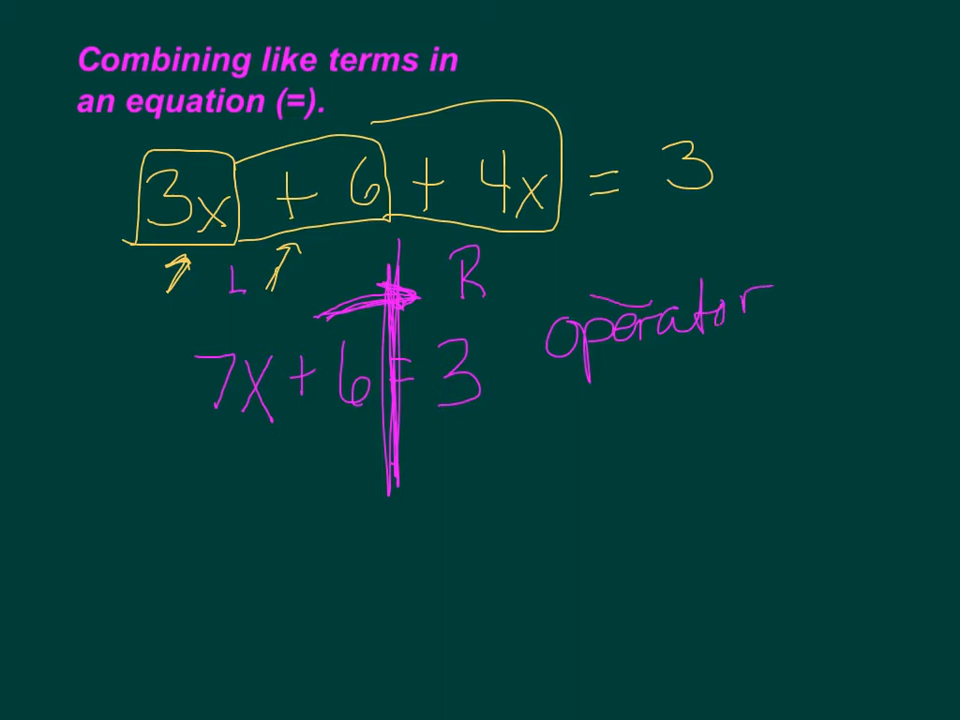 Combining like terms in
an equation (=).
3x + 6 + 4x = 3
L R
7x + 6 = 3 operator